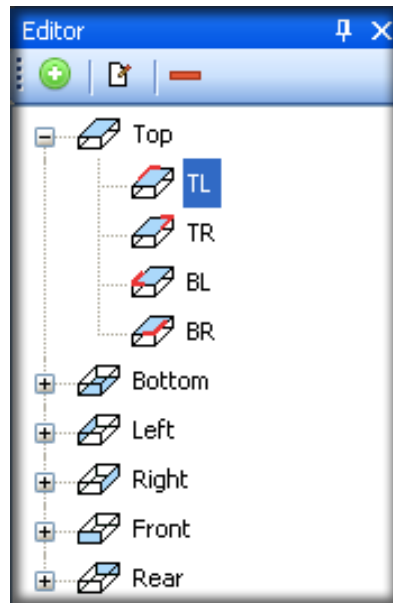 Editor
Top
TL
TR
BL
BR
Bottom
Left
Right
Front
Rear